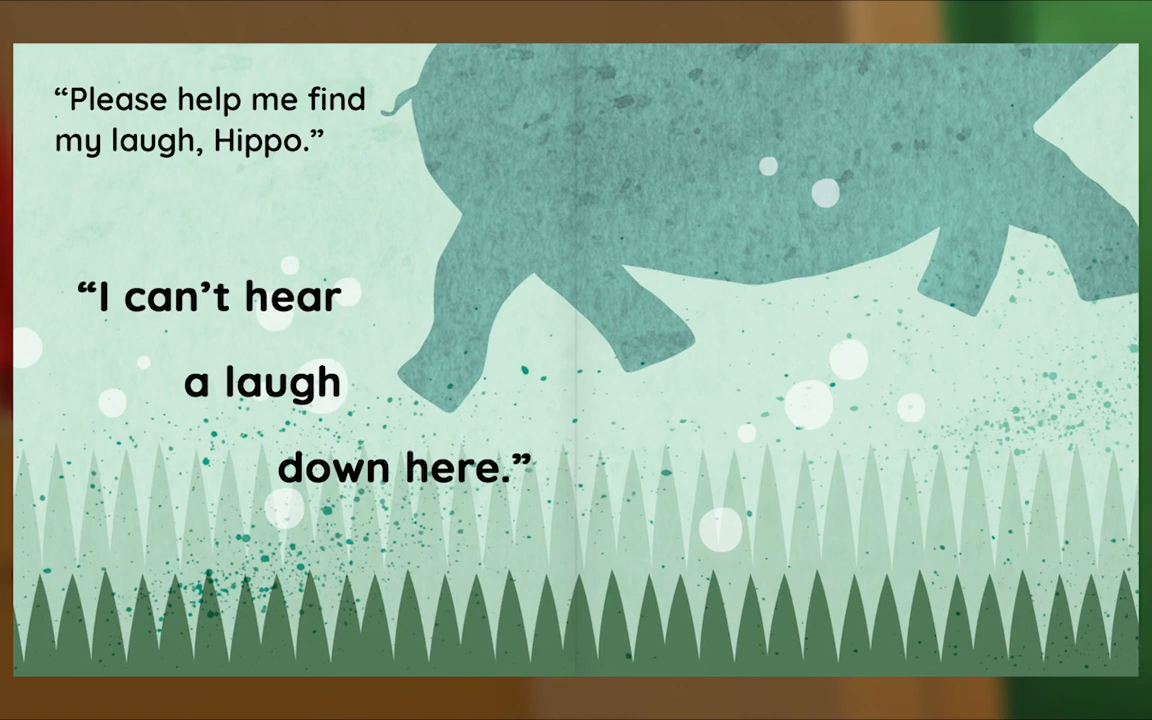 “Please help me find
my laugh, Hippo.”
“I can’t hear
a laugh
down here.”